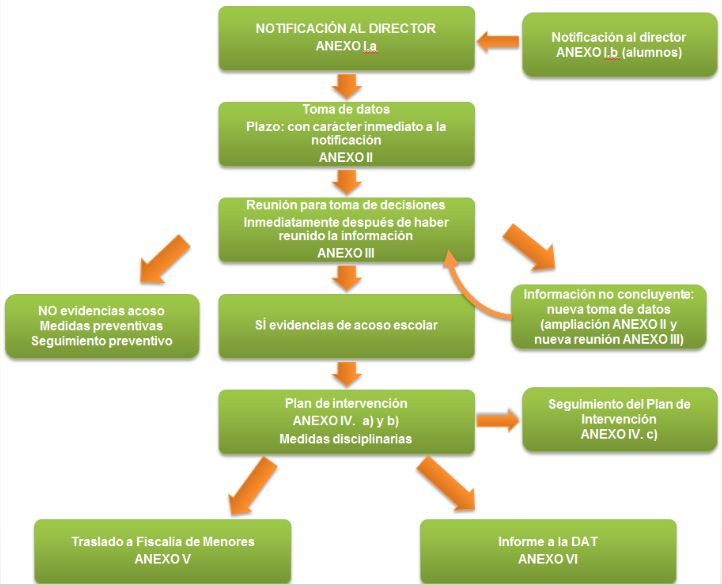 NOTIFICACIÓN AL DIRECTOR
ANEXO I.a
Notificación al director
ANEXO I.b (alumnos)
Toma de datos
Plazo: con carácter inmediato a la
notificación
ANEXO II
Reunión para toma de decisiones
Inmediatamente después de haber
reunido la información
ANEXO III
NO evidencias acoso
Medidas preventivas
Seguimiento preventivo
SÍ evidencias de acoso escolar
Información no concluyente:
nueva toma de datos
(ampliación ANEXO II y
nueva reunión ANEXO III)
Plan de intervención
ANEXO IV. a) y b)
Medidas disciplinarias
Seguimiento del Plan de
Intervención
ANEXO IV. c)
Traslado a Fiscalía de Menores
ANEXO V
Informe a la DAT
ANEXO VI